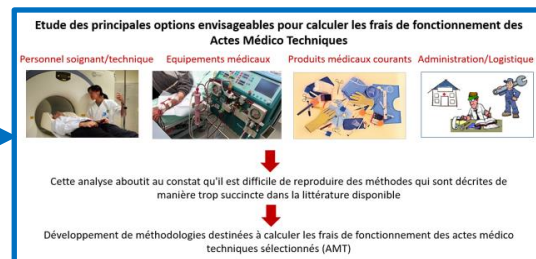 Etude des principales options envisageables pour calculer les frais de fonctionnement des
Actes Médico Techniques
Personnel soignant/technique Equipements médicaux Produits médicaux courants Administration/Logistique
Cette analyse aboutit au constat qu'il est difficile de reproduire des méthodes qui sont décrites de
manière trop succincte dans la littérature disponible
Développement de méthodologies destinées à calculer les frais de fonctionnement des actes médico
techniques sélectionnés (AMT)